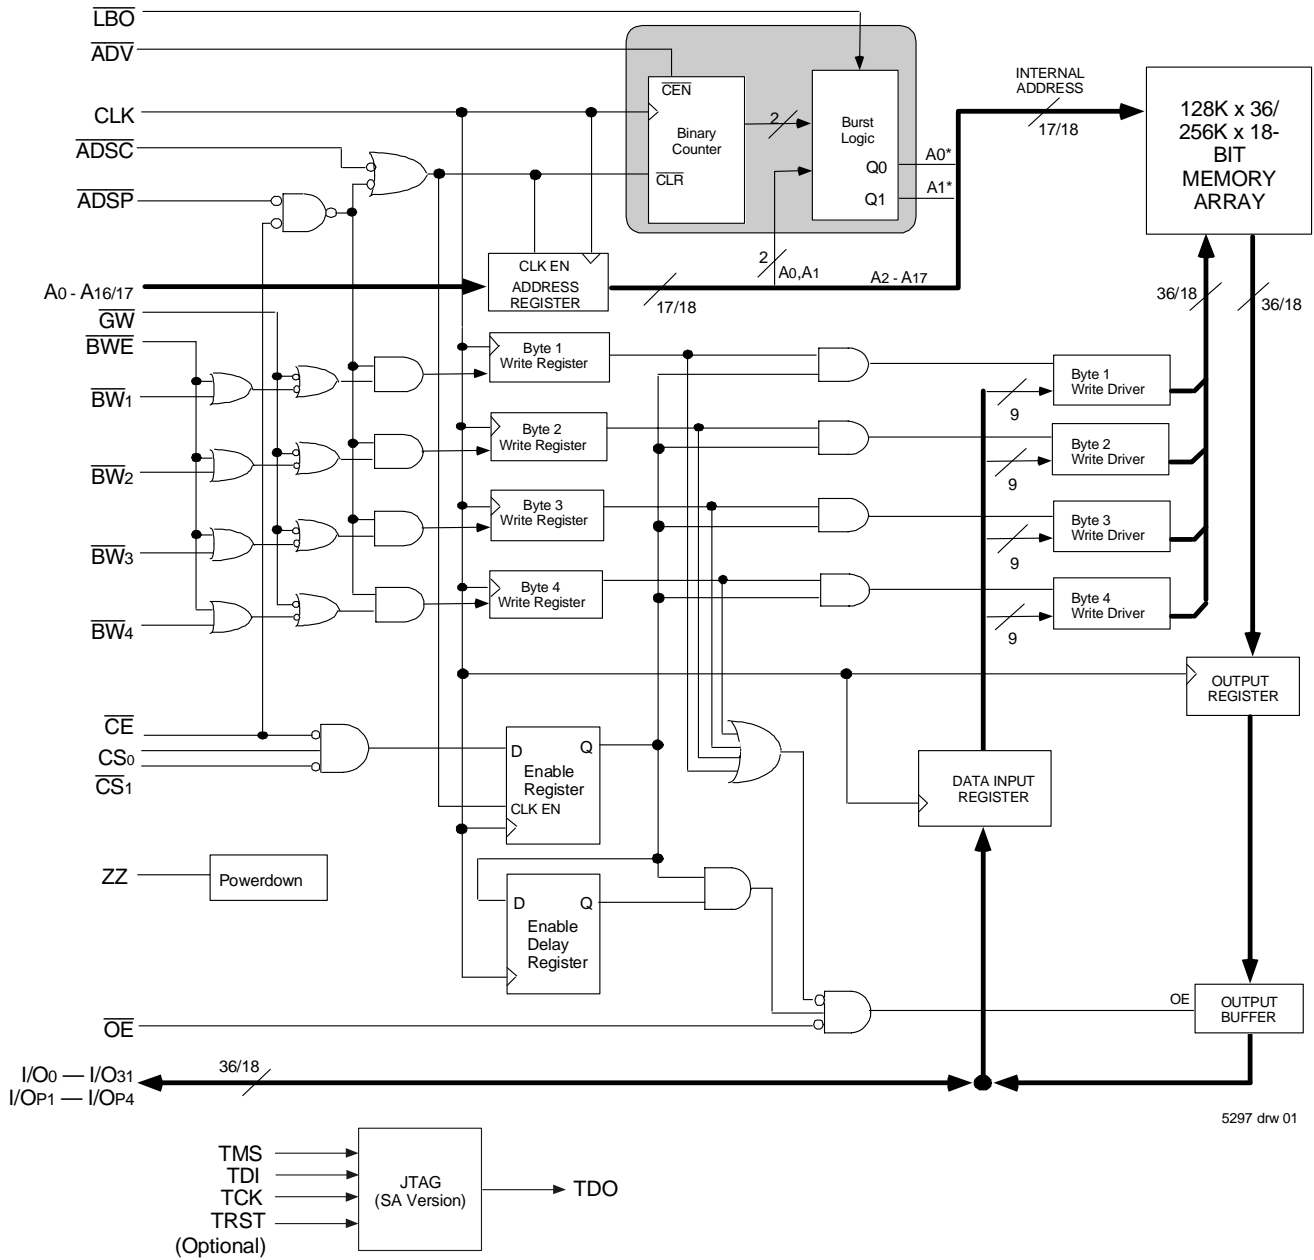 LBO
ADV
CLK
ADSC
ADSP
A0 - A16/17
GW
BWE
BW1
BW2
BW3
BW4
CE
CS0
CS1
ZZ
Powerdown
OE
I/O0 — I/O31
I/OP1 — I/OP4
36/18
CEN
Binary
Counter
CLR
2
Burst
Logic
Q0
Q1
A0*
A1*
INTERNAL
ADDRESS
17/18
128K x 36/
256K x 18-
BIT
MEMORY
ARRAY
CLK EN
ADDRESS
REGISTER
17/18
2
A0,A1
A2 - A17
36/18
36/18
Byte 1
Write Register
Byte 2
Write Register
Byte 3
Write Register
Byte 4
Write Register
9
Byte 1
Write Driver
9
Byte 2
Write Driver
9
Byte 3
Write Driver
9
Byte 4
Write Driver
OUTPUT
REGISTER
D
Q
Enable
Register
CLK EN
DATA INPUT
REGISTER
D
Q
Enable
Delay
Register
OE
OUTPUT
BUFFER
5297 drw 01
TMS
TDI
TCK
TRST
(Optional)
JTAG
(SA Version)
TDO